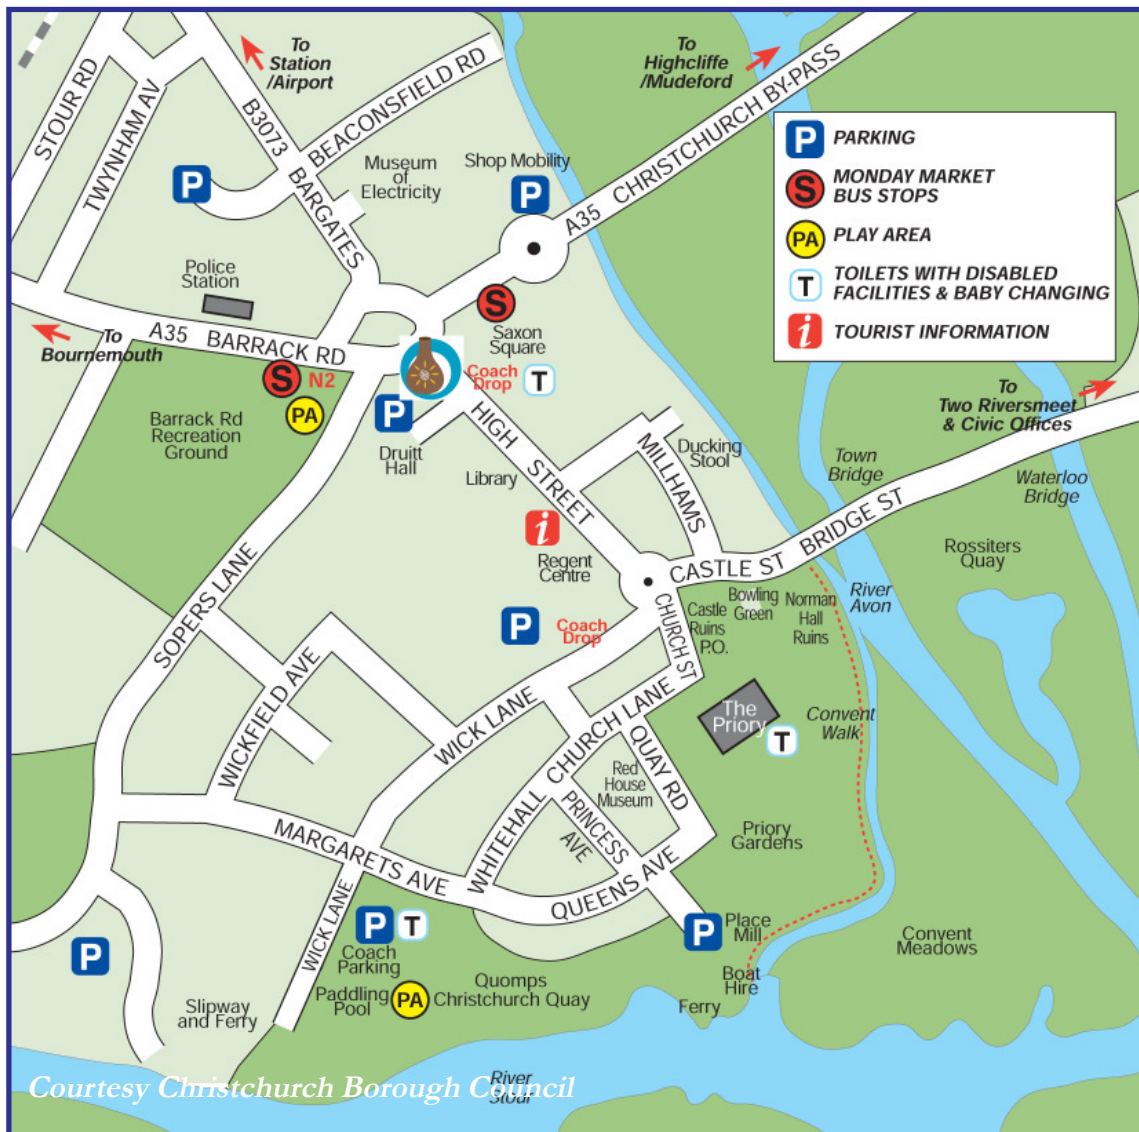 To
Station
/Airport
To
Highcliffe
/Mudeford
STOUR RD
TWYNHAM AV
B3073
BARGATES
BEACONSFIELD RD
A35 CHRISTCHURCH BY-PASS
P
Museum
of
Electricity
Shop Mobility
P
P PARKING
S MONDAY MARKET
BUS STOPS
PA PLAY AREA
T TOILETS WITH DISABLED
FACILITIES & BABY CHANGING
i TOURIST INFORMATION
Police
Station
To
Bournemouth
A35 BARRACK RD
S
Saxon
Square
Coach
Drop
T
S N2
PA
Barrack Rd
Recreation
Ground
P
Druitt
Hall
HIGH STREET
Library
MILLHAMS
Ducking
Stool
To
Two Riversmeet
& Civic Offices
Town
Bridge
Waterloo
Bridge
i
Regent
Centre
CASTLE ST
BRIDGE ST
Rossiters
Quay
River
Avon
SOPERS LANE
P
Coach
Drop
CHURCH ST
Castle
Ruins
P.O.
Bowling
Green
Norman
Hall
Ruins
WICKFIELD AVE
WICK LANE
CHURCH LANE
The
Priory
T
Convent
Walk
QUAY RD
Red
House
Museum
WHITEHALL
PRINCESS
AVE
Priory
Gardens
MARGARETS AVE
QUEENS AVE
WICK LANE
P
P T
Coach
Parking
P
Place
Mill
Convent
Meadows
Paddling
Pool
PA
Quomps
Christchurch Quay
Boat
Hire
Ferry
Slipway
and Ferry
River
Stour
Courtesy Christchurch Borough Council